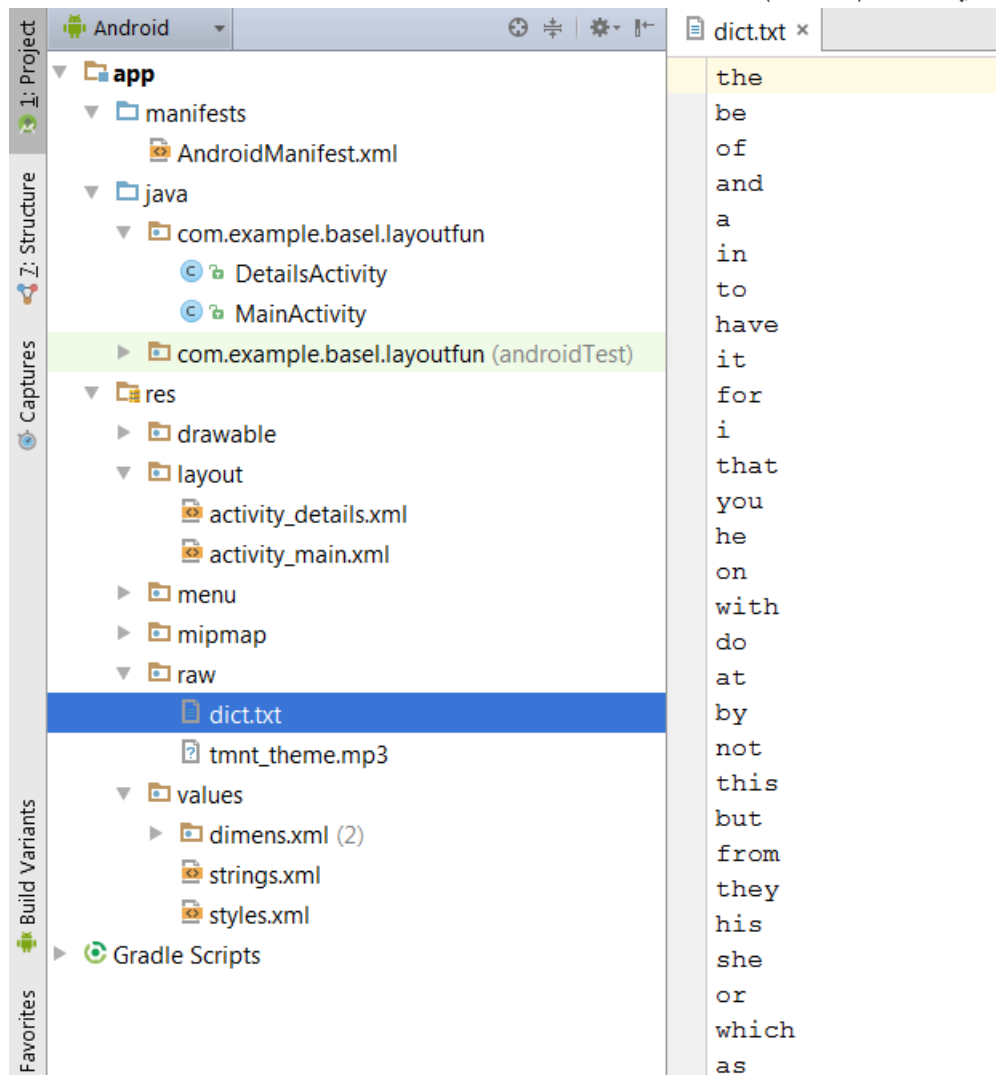 1: Project
7: Structure
Captures
Build Variants
Favorites
Android
app
manifests
AndroidManifest.xml
java
com.example.basel.layoutfun
DetailsActivity
MainActivity
com.example.basel.layoutfun (androidTest)
res
drawable
layout
activity_details.xml
activity_main.xml
menu
mipmap
raw
dict.txt
tmnt_theme.mp3
values
dimens.xml (2)
strings.xml
styles.xml
Gradle Scripts
dict.txt
the
be
of
and
a
in
to
have
it
for
i
that
you
he
on
with
do
at
by
not
this
but
from
they
his
she
or
which
as